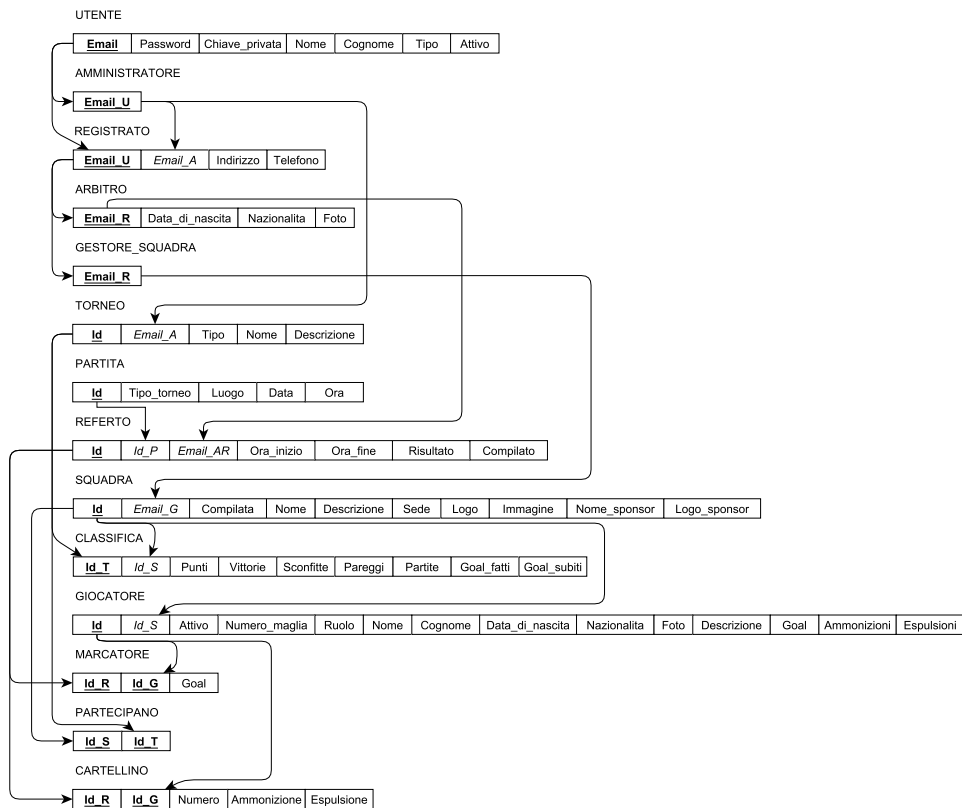 UTENTE
Email Password Chiave_privata Nome Cognome Tipo Attivo
AMMINISTRATORE
Email_U
REGISTRATO
Email_U Email_A Indirizzo Telefono
ARBITRO
Email_R Data_di_nascita Nazionalita Foto
GESTORE_SQUADRA
Email_R
TORNEO
Id Email_A Tipo Nome Descrizione
PARTITA
Id Tipo_torneo Luogo Data Ora
REFERTO
Id Id_P Email_AR Ora_inizio Ora_fine Risultato Compilato
SQUADRA
Id Email_G Compilata Nome Descrizione Sede Logo Immagine Nome_sponsor Logo_sponsor
CLASSIFICA
Id_T Id_S Punti Vittorie Sconfitte Pareggi Partite Goal_fatti Goal_subiti
GIOCATORE
Id Id_S Attivo Numero_maglia Ruolo Nome Cognome Data_di_nascita Nazionalita Foto Descrizione Goal Ammonizioni Espulsioni
MARCATORE
Id_R Id_G Goal
PARTECIPANO
Id_S Id_T
CARTELLINO
Id_R Id_G Numero Ammonizione Espulsione